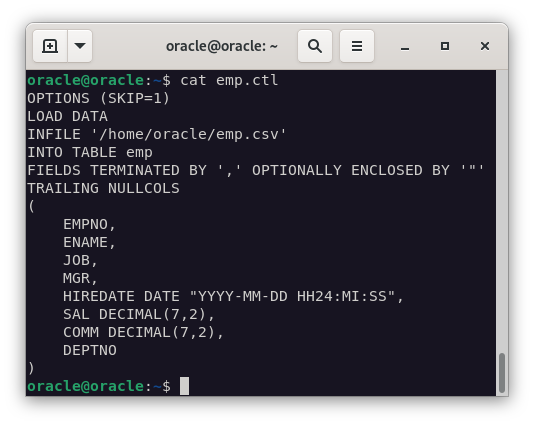 oracle@oracle: ~
oracle@oracle:~$ cat emp.ctl
OPTIONS (SKIP=1)
LOAD DATA
INFILE '/home/oracle/emp.csv'
INTO TABLE emp
FIELDS TERMINATED BY ',' OPTIONALLY ENCLOSED BY '"'
TRAILING NULLCOLS
(
    EMPNO,
    ENAME,
    JOB,
    MGR,
    HIREDATE DATE "YYYY-MM-DD HH24:MI:SS",
    SAL DECIMAL(7,2),
    COMM DECIMAL(7,2),
    DEPTNO
)
oracle@oracle:~$